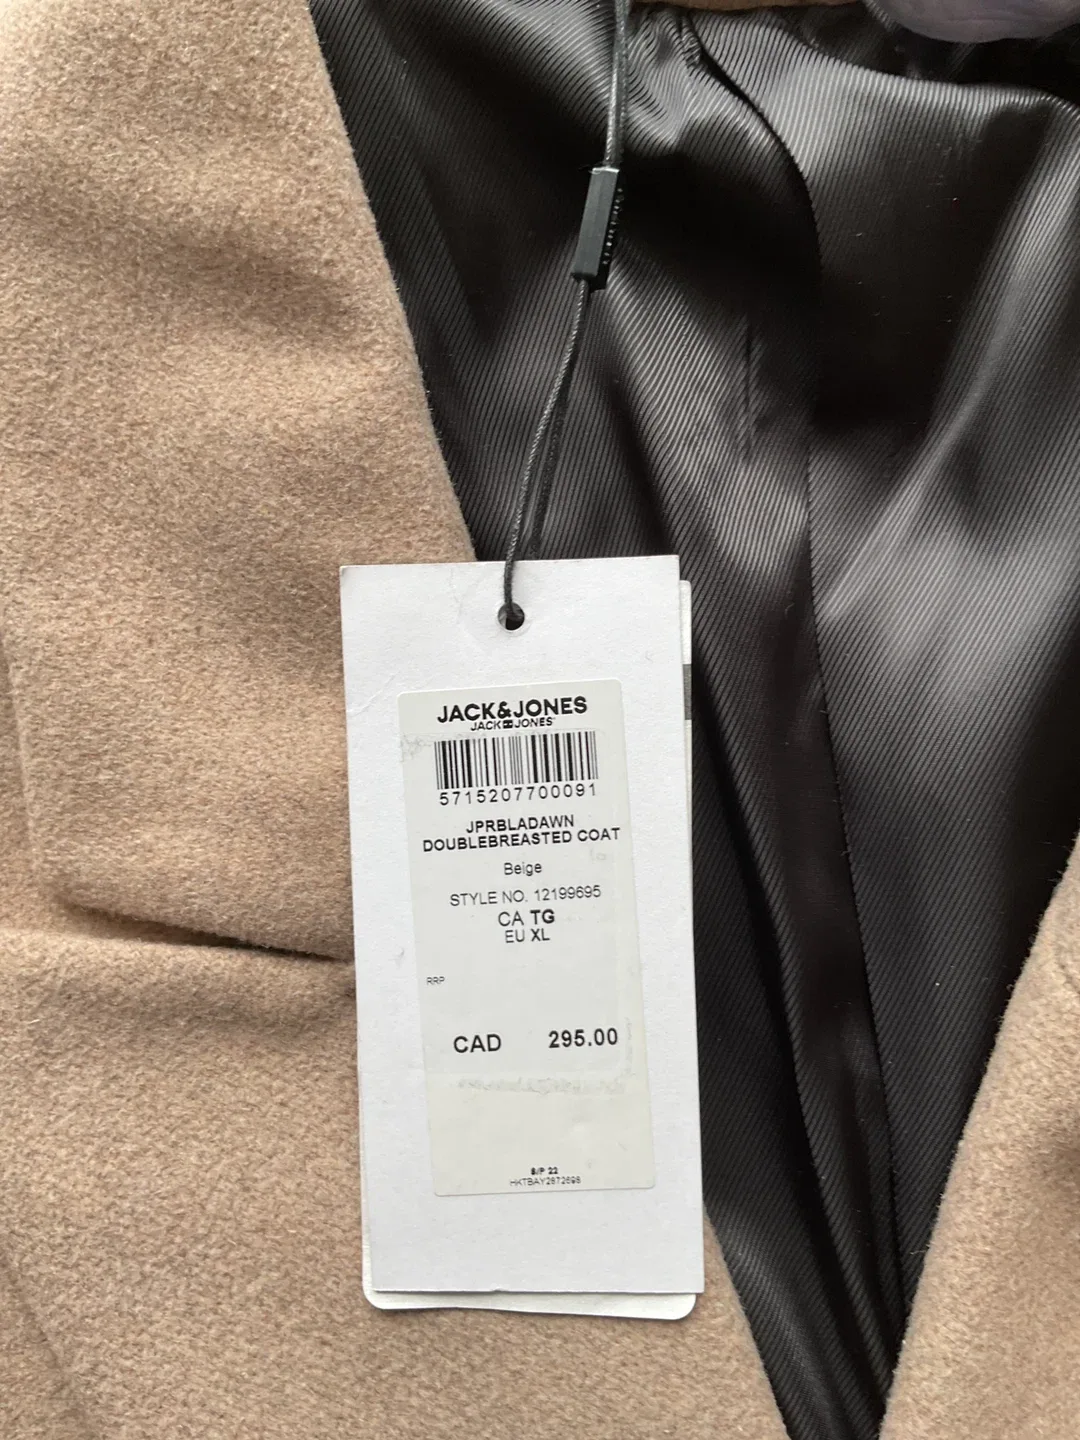 JACK&JONES
JACK JONES
5715207700091
JPRBLADAWN
DOUBLEBREASTED COAT
Beige
STYLE NO. 12199695
CA TG
EU XL
RRP
CAD 295.00
S/P 22
HKTBAY2872698